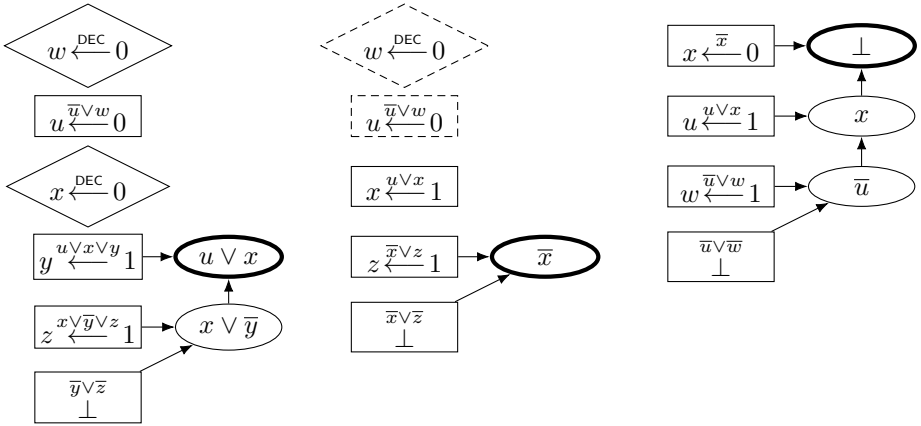 w ←DEC 0
u ←u̅∨w 0
x ←DEC 0
y ←u∨x∨y 1
u ∨ x
z ←x∨y̅∨z 1
x ∨ y̅
y̅∨z̅
⊥
w ←DEC 0
u ←u̅∨w 0
x ←u∨x 1
z ←x̅∨z 1
x̅
x̅∨z̅
⊥
x ←x̅ 0
⊥
u ←u∨x 1
x
w ←u̅∨w 1
u̅
u̅∨w̅
⊥